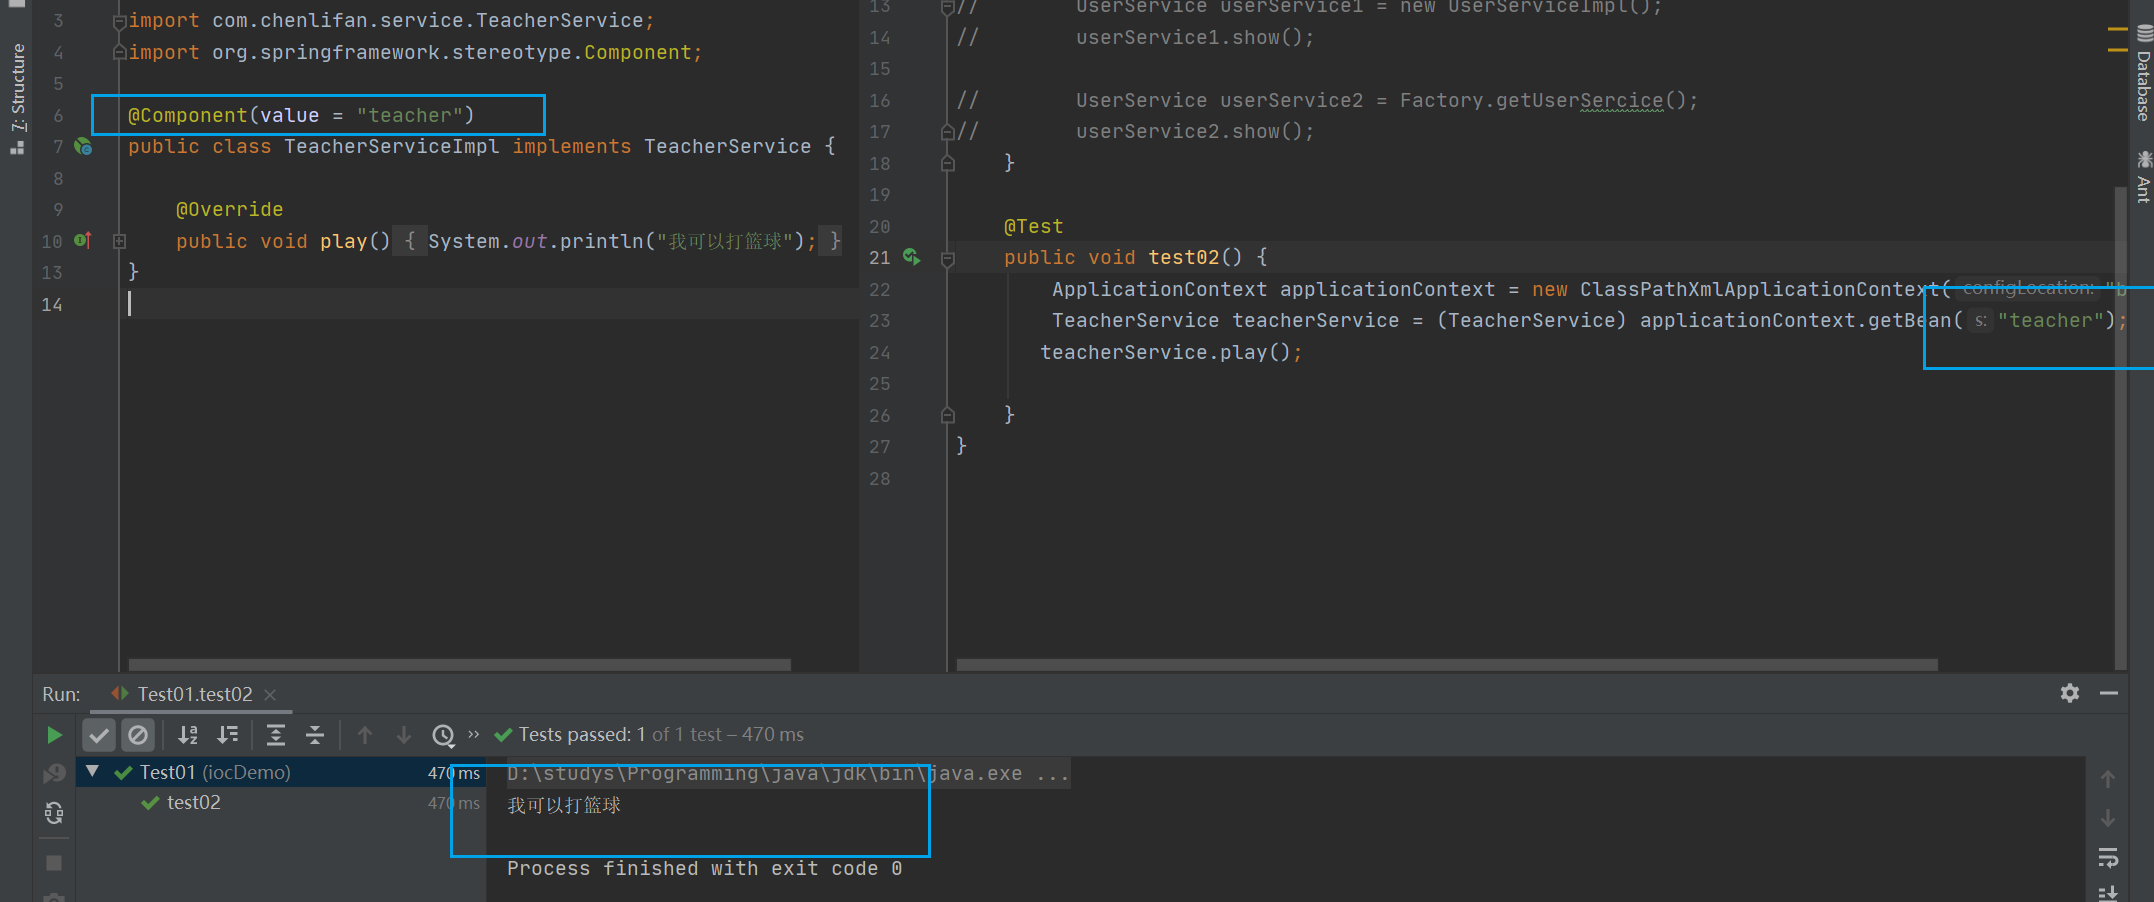 7: Structure
3 import com.chenlifan.service.TeacherService;
4 import org.springframework.stereotype.Component;
5
6 @Component(value = "teacher")
7 public class TeacherServiceImpl implements TeacherService {
8
9 @Override
10 public void play() { System.out.println("我可以打篮球"); }
13 }
14
13 // UserService userService1 = new UserServiceImpl();
14 // userService1.show();
15
16 // UserService userService2 = Factory.getUserSercice();
17 // userService2.show();
18 }
19
20 @Test
21 public void test02() {
22 ApplicationContext applicationContext = new ClassPathXmlApplicationContext( configLocation: "b
23 TeacherService teacherService = (TeacherService) applicationContext.getBean( s: "teacher");
24 teacherService.play();
25
26 }
27 }
28
Database
Ant
Run: Test01.test02
Tests passed: 1 of 1 test – 470 ms
Test01 (iocDemo) 470 ms
test02 470 ms
D:\studys\Programming\java\jdk\bin\java.exe ...
我可以打篮球
Process finished with exit code 0